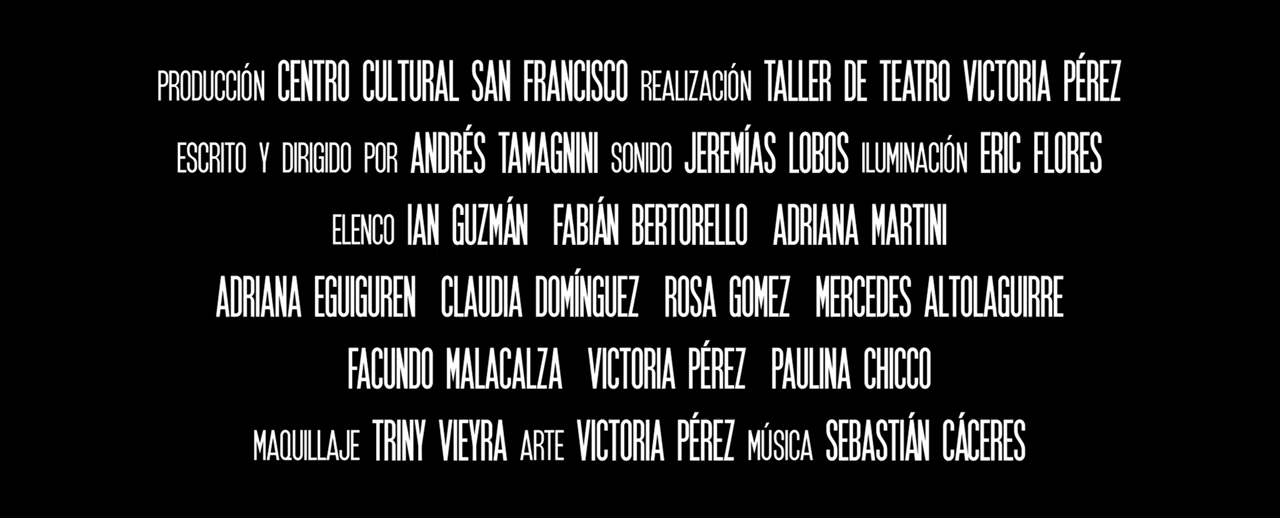 PRODUCCIÓN CENTRO CULTURAL SAN FRANCISCO REALIZACIÓN TALLER DE TEATRO VICTORIA PÉREZ
ESCRITO Y DIRIGIDO POR ANDRÉS TAMAGNINI SONIDO JEREMÍAS LOBOS ILUMINACIÓN ERIC FLORES
ELENCO IAN GUZMÁN FABIÁN BERTORELLO ADRIANA MARTINI
ADRIANA EGUIGUREN CLAUDIA DOMÍNGUEZ ROSA GOMEZ MERCEDES ALTOLAGUIRRE
FACUNDO MALACALZA VICTORIA PÉREZ PAULINA CHICCO
MAQUILLAJE TRINY VIEYRA ARTE VICTORIA PÉREZ MÚSICA SEBASTIÁN CÁCERES